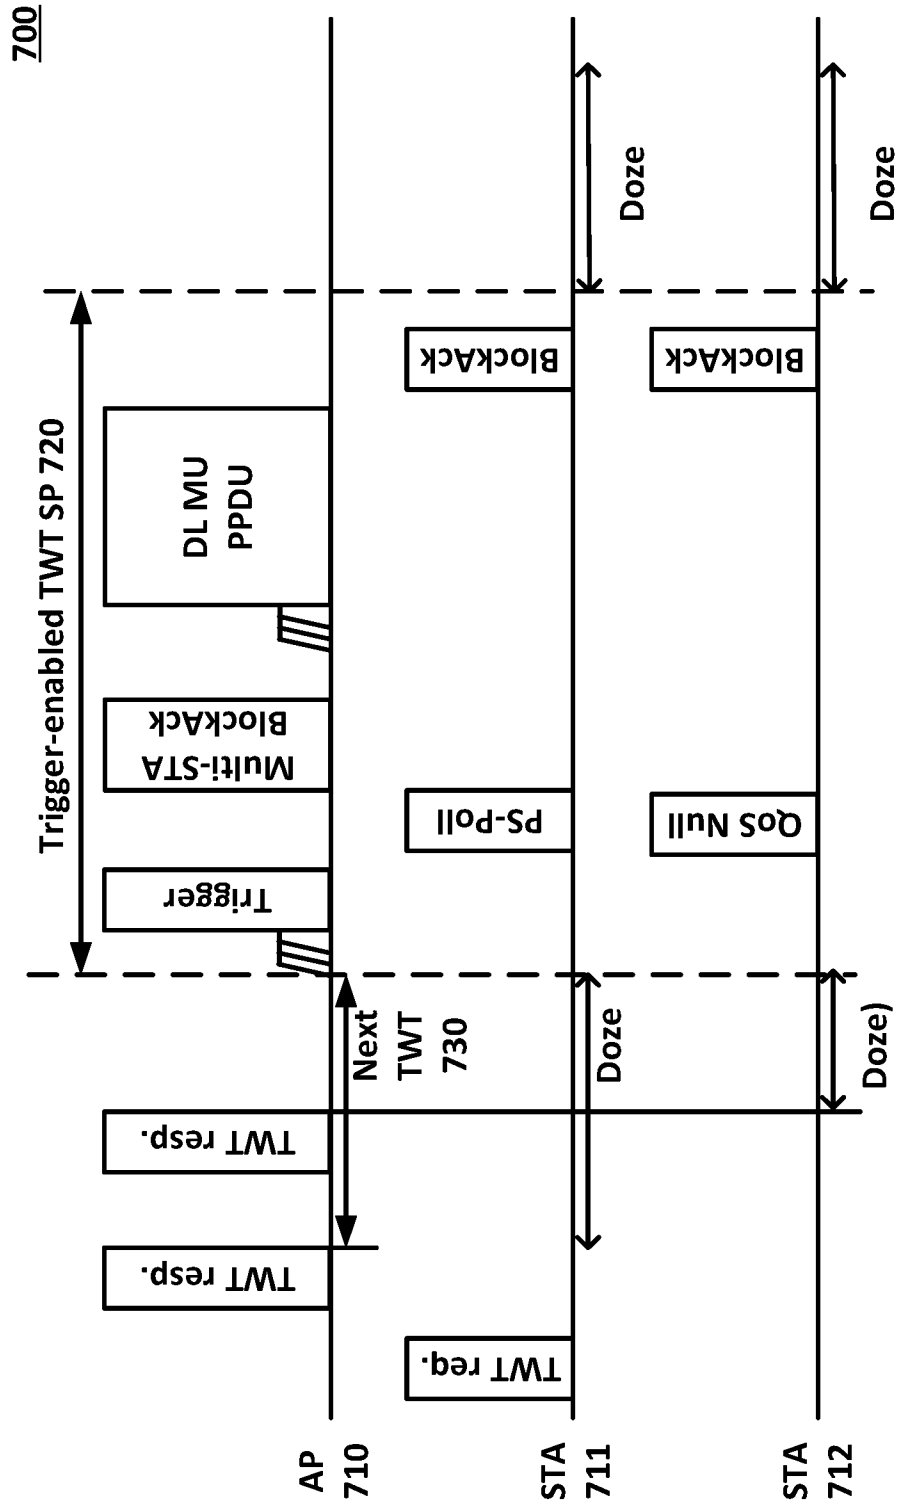 700
Trigger-enabled TWT SP 720
AP
710
TWT resp.
TWT resp.
Next
TWT
730
Trigger
Multi-STA
BlockAck
DL MU
PPDU
STA
711
TWT req.
Doze
PS-Poll
BlockAck
Doze
STA
712
Doze)
QoS Null
BlockAck
Doze